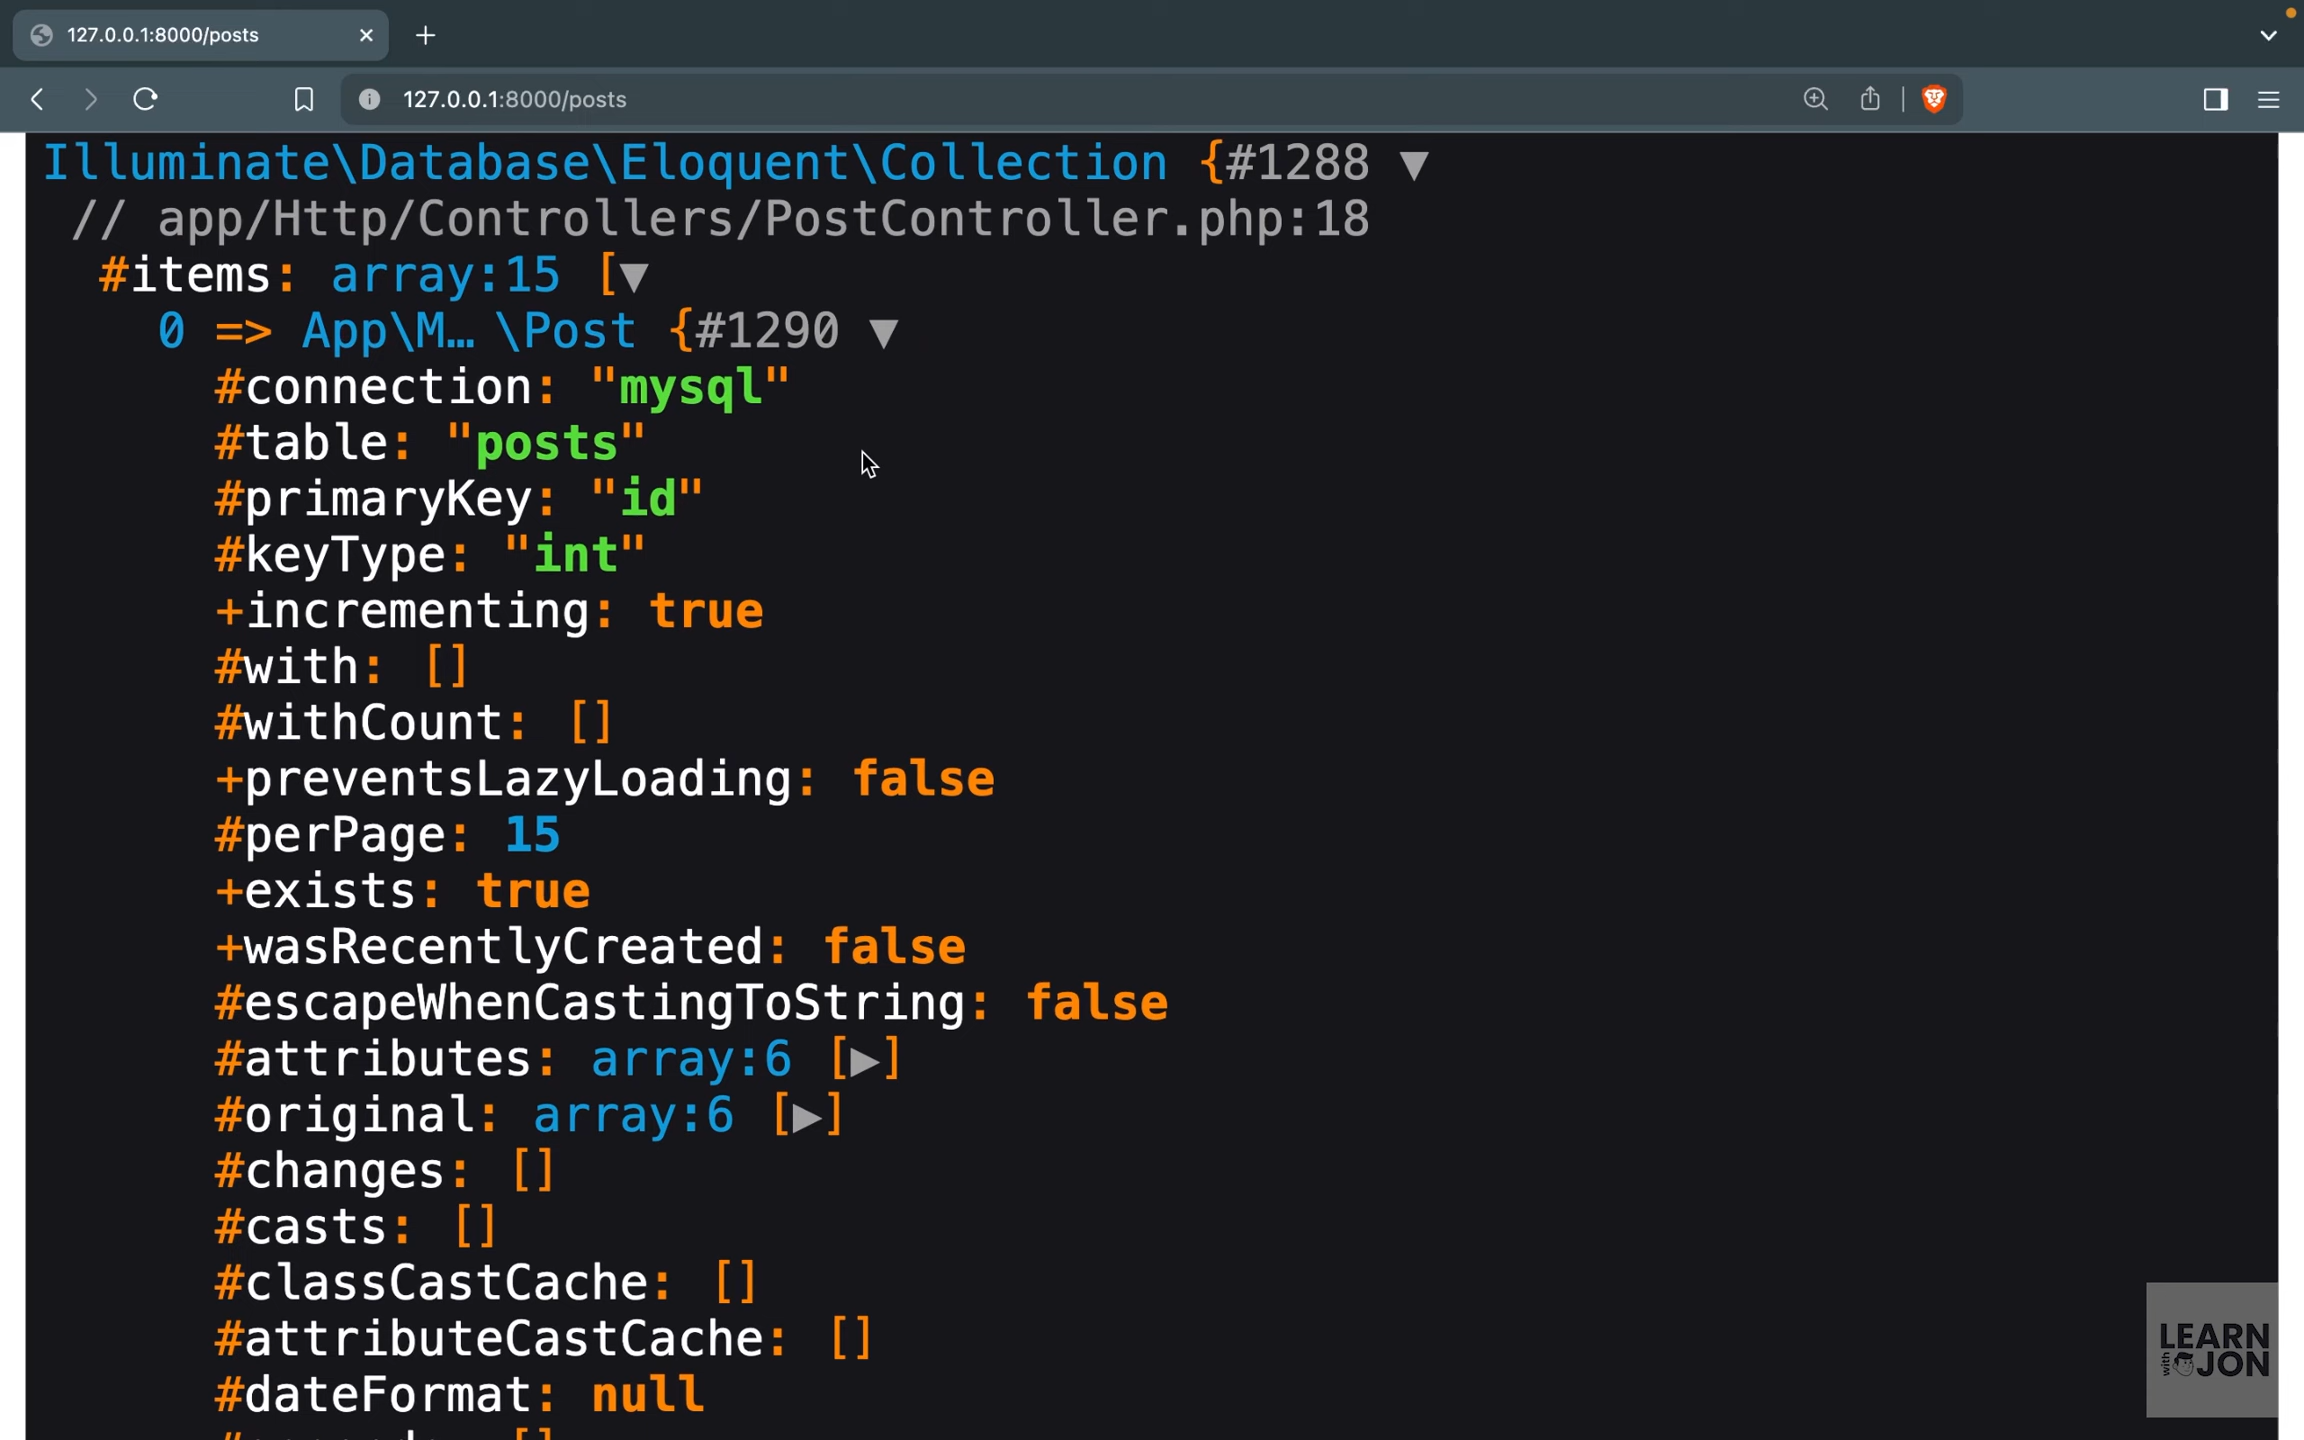 127.0.0.1:8000/posts
127.0.0.1:8000/posts
Illuminate\Database\Eloquent\Collection {#1288 ▼
// app/Http/Controllers/PostController.php:18
#items: array:15 [▼
0 => App\M… \Post {#1290 ▼
#connection: "mysql"
#table: "posts"
#primaryKey: "id"
#keyType: "int"
+incrementing: true
#with: []
#withCount: []
+preventsLazyLoading: false
#perPage: 15
+exists: true
+wasRecentlyCreated: false
#escapeWhenCastingToString: false
#attributes: array:6 [▶]
#original: array:6 [▶]
#changes: []
#casts: []
#classCastCache: []
#attributeCastCache: []
#dateFormat: null
LEARN
with JON